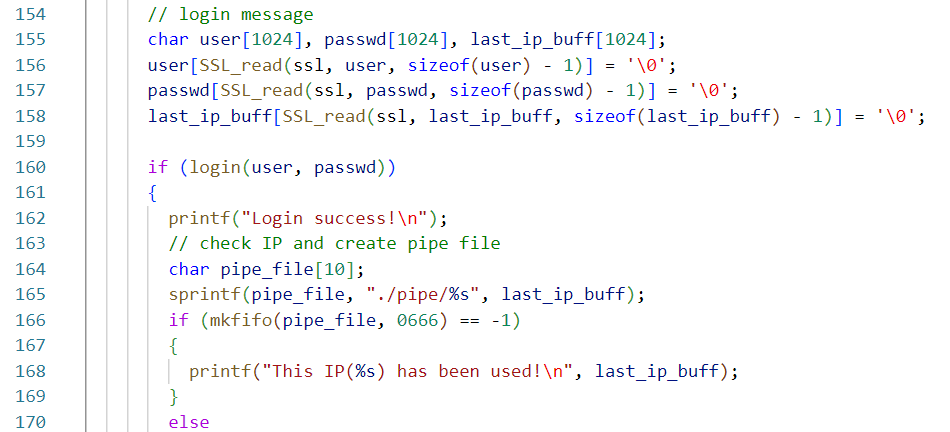 154 // login message
155 char user[1024], passwd[1024], last_ip_buff[1024];
156 user[SSL_read(ssl, user, sizeof(user) - 1)] = '\0';
157 passwd[SSL_read(ssl, passwd, sizeof(passwd) - 1)] = '\0';
158 last_ip_buff[SSL_read(ssl, last_ip_buff, sizeof(last_ip_buff) - 1)] = '\0';
159
160 if (login(user, passwd))
161 {
162 printf("Login success!\n");
163 // check IP and create pipe file
164 char pipe_file[10];
165 sprintf(pipe_file, "./pipe/%s", last_ip_buff);
166 if (mkfifo(pipe_file, 0666) == -1)
167 {
168 printf("This IP(%s) has been used!\n", last_ip_buff);
169 }
170 else